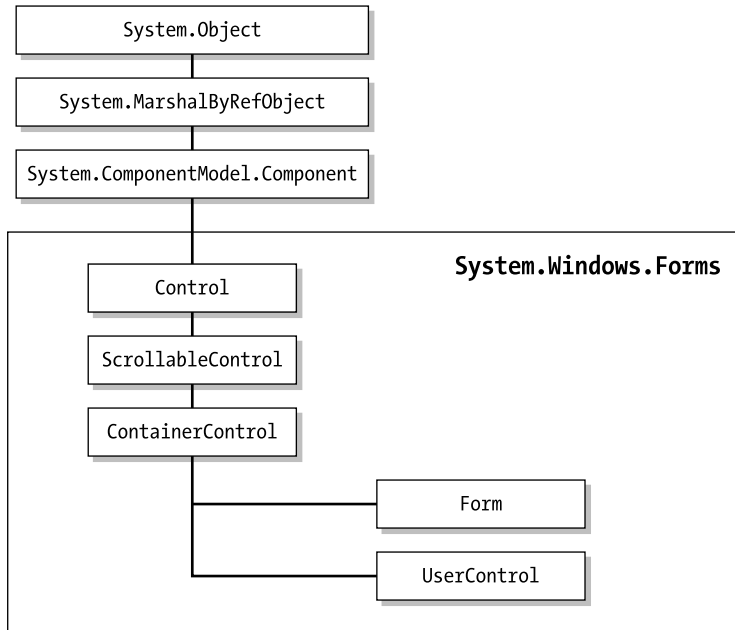 System.Object
System.MarshalByRefObject
System.ComponentModel.Component
System.Windows.Forms
Control
ScrollableControl
ContainerControl
Form
UserControl